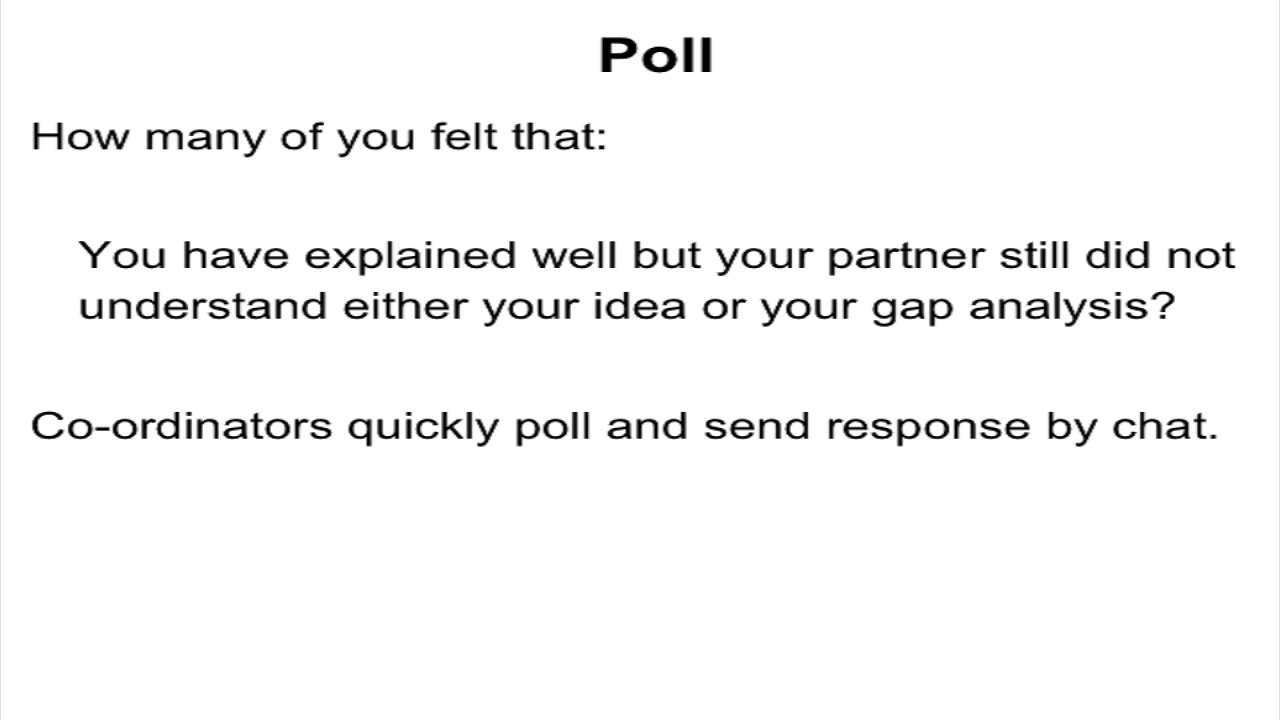 Poll
How many of you felt that:
You have explained well but your partner still did not
understand either your idea or your gap analysis?
Co-ordinators quickly poll and send response by chat.